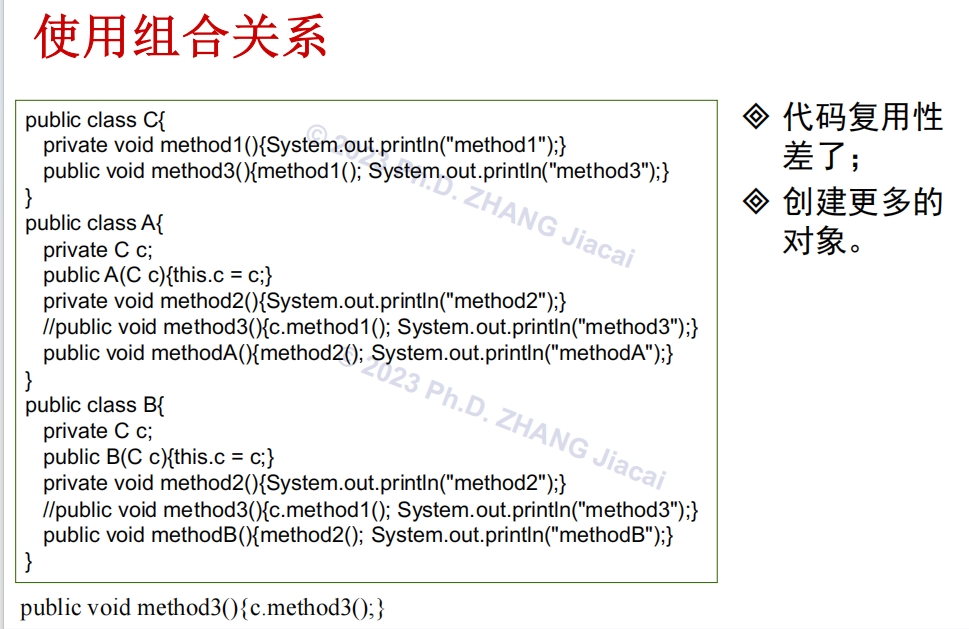 使用组合关系
public class C{
private void method1(){System.out.println("method1");}
public void method3(){method1(); System.out.println("method3");}
}
public class A{
private C c;
public A(C c){this.c = c;}
private void method2(){System.out.println("method2");}
//public void method3(){c.method1(); System.out.println("method3");}
public void methodA(){method2(); System.out.println("methodA");}
}
public class B{
private C c;
public B(C c){this.c = c;}
private void method2(){System.out.println("method2");}
//public void method3(){c.method1(); System.out.println("method3");}
public void methodB(){method2(); System.out.println("methodB");}
}
public void method3(){c.method3();}
代码复用性
差了；
创建更多的
对象。
© 2023 Ph.D. ZHANG Jiacai
© 2023 Ph.D. ZHANG Jiacai